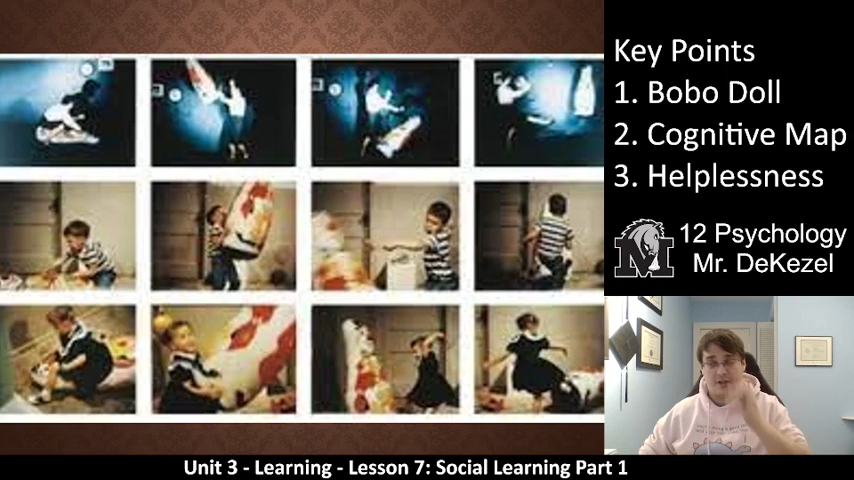 Key Points
1. Bobo Doll
2. Cognitive Map
3. Helplessness
M
12 Psychology
Mr. DeKezel
Unit 3 - Learning - Lesson 7: Social Learning Part 1